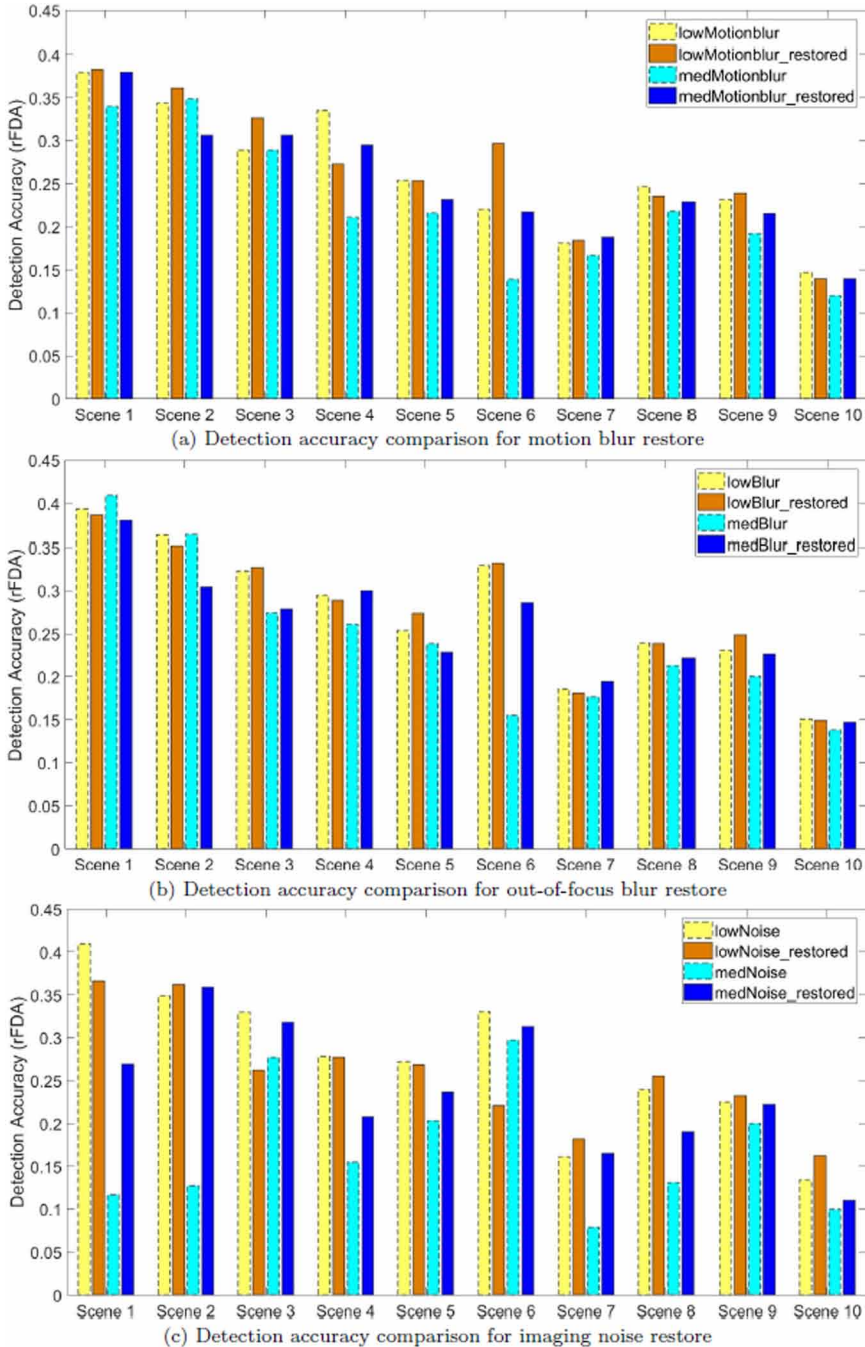 0.45
0.4
0.35
0.3
0.25
0.2
0.15
0.1
0.05
0
Detection Accuracy (rFDA)
lowMotionblur
lowMotionblur_restored
medMotionblur
medMotionblur_restored
Scene 1 Scene 2 Scene 3 Scene 4 Scene 5 Scene 6 Scene 7 Scene 8 Scene 9 Scene 10
(a) Detection accuracy comparison for motion blur restore
0.45
0.4
0.35
0.3
0.25
0.2
0.15
0.1
0.05
0
Detection Accuracy (rFDA)
lowBlur
lowBlur_restored
medBlur
medBlur_restored
Scene 1 Scene 2 Scene 3 Scene 4 Scene 5 Scene 6 Scene 7 Scene 8 Scene 9 Scene 10
(b) Detection accuracy comparison for out-of-focus blur restore
0.45
0.4
0.35
0.3
0.25
0.2
0.15
0.1
0.05
0
Detection Accuracy (rFDA)
lowNoise
lowNoise_restored
medNoise
medNoise_restored
Scene 1 Scene 2 Scene 3 Scene 4 Scene 5 Scene 6 Scene 7 Scene 8 Scene 9 Scene 10
(c) Detection accuracy comparison for imaging noise restore